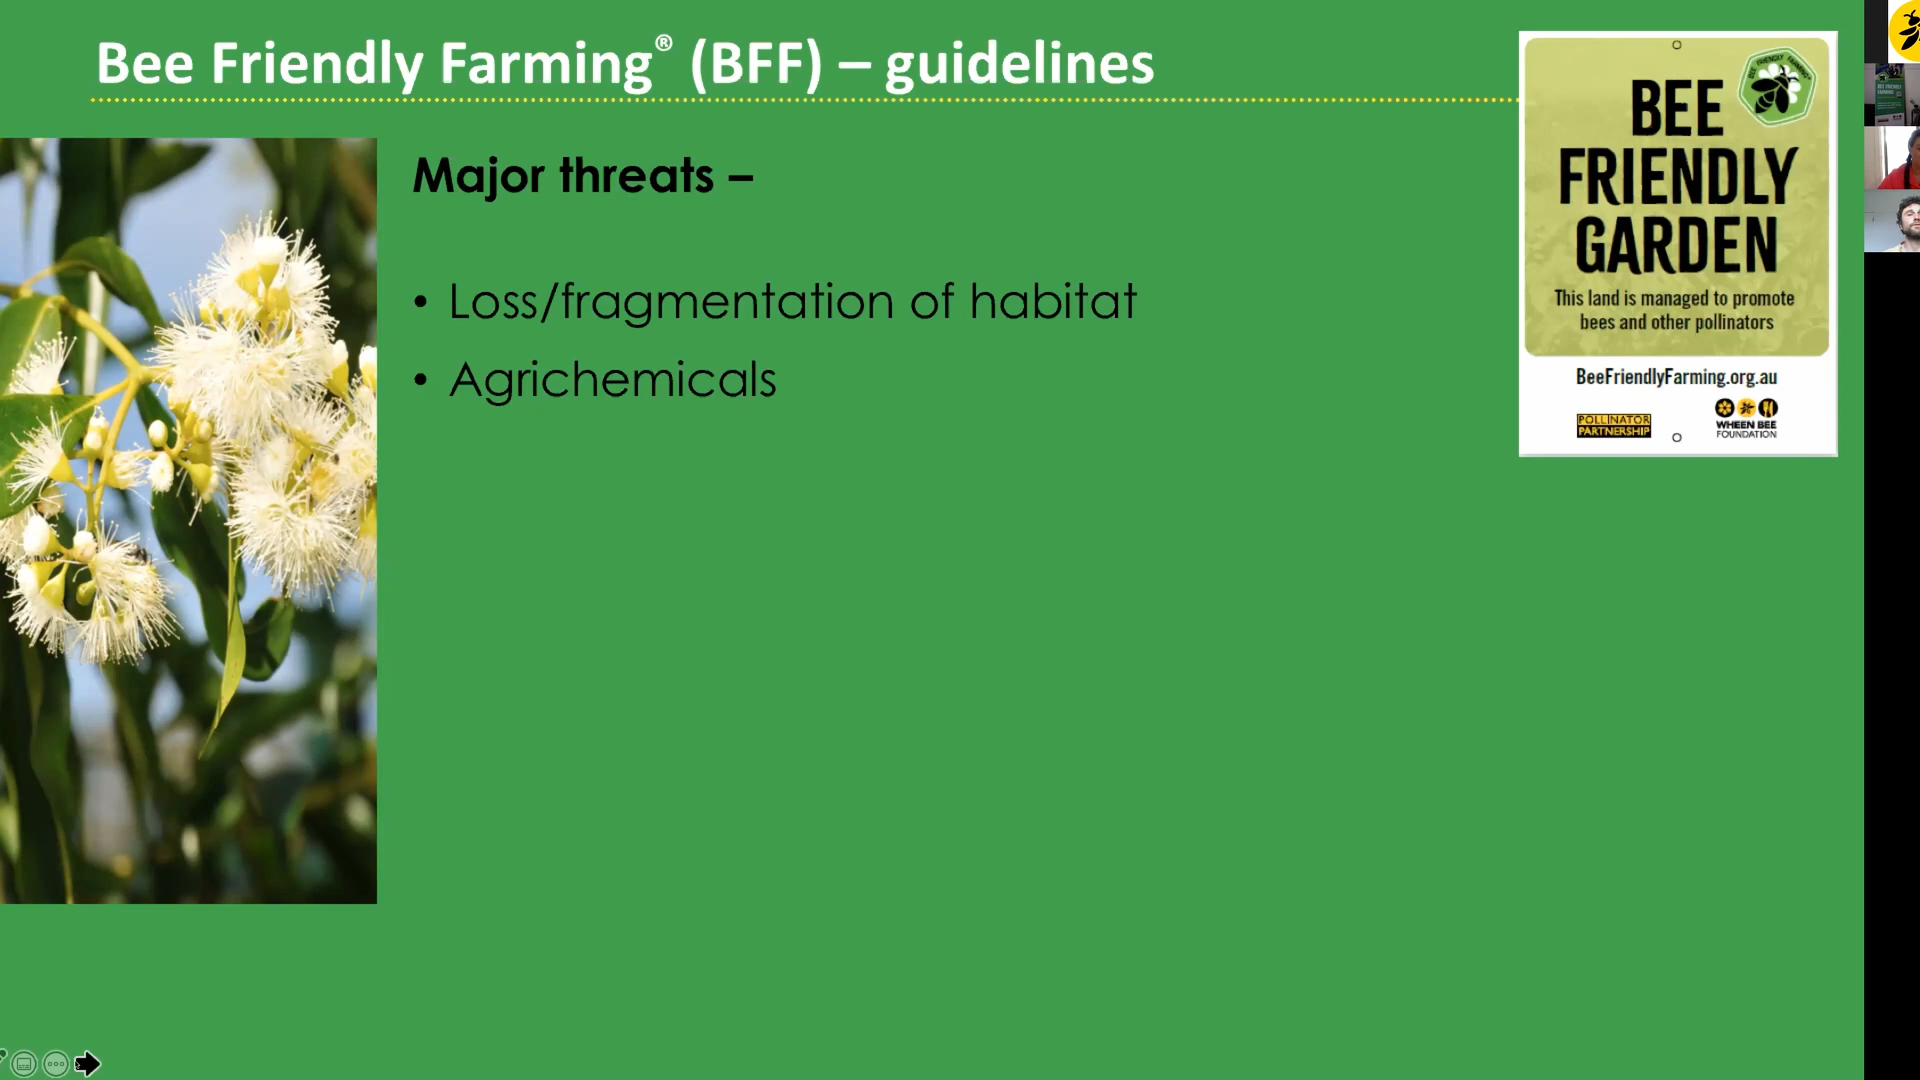 Bee Friendly Farming® (BFF) – guidelines
Major threats –
• Loss/fragmentation of habitat
• Agrichemicals
BEE
FRIENDLY
GARDEN
This land is managed to promote
bees and other pollinators
BeeFriendlyFarming.org.au
POLLINATOR
PARTNERSHIP
WHEEN BEE
FOUNDATION